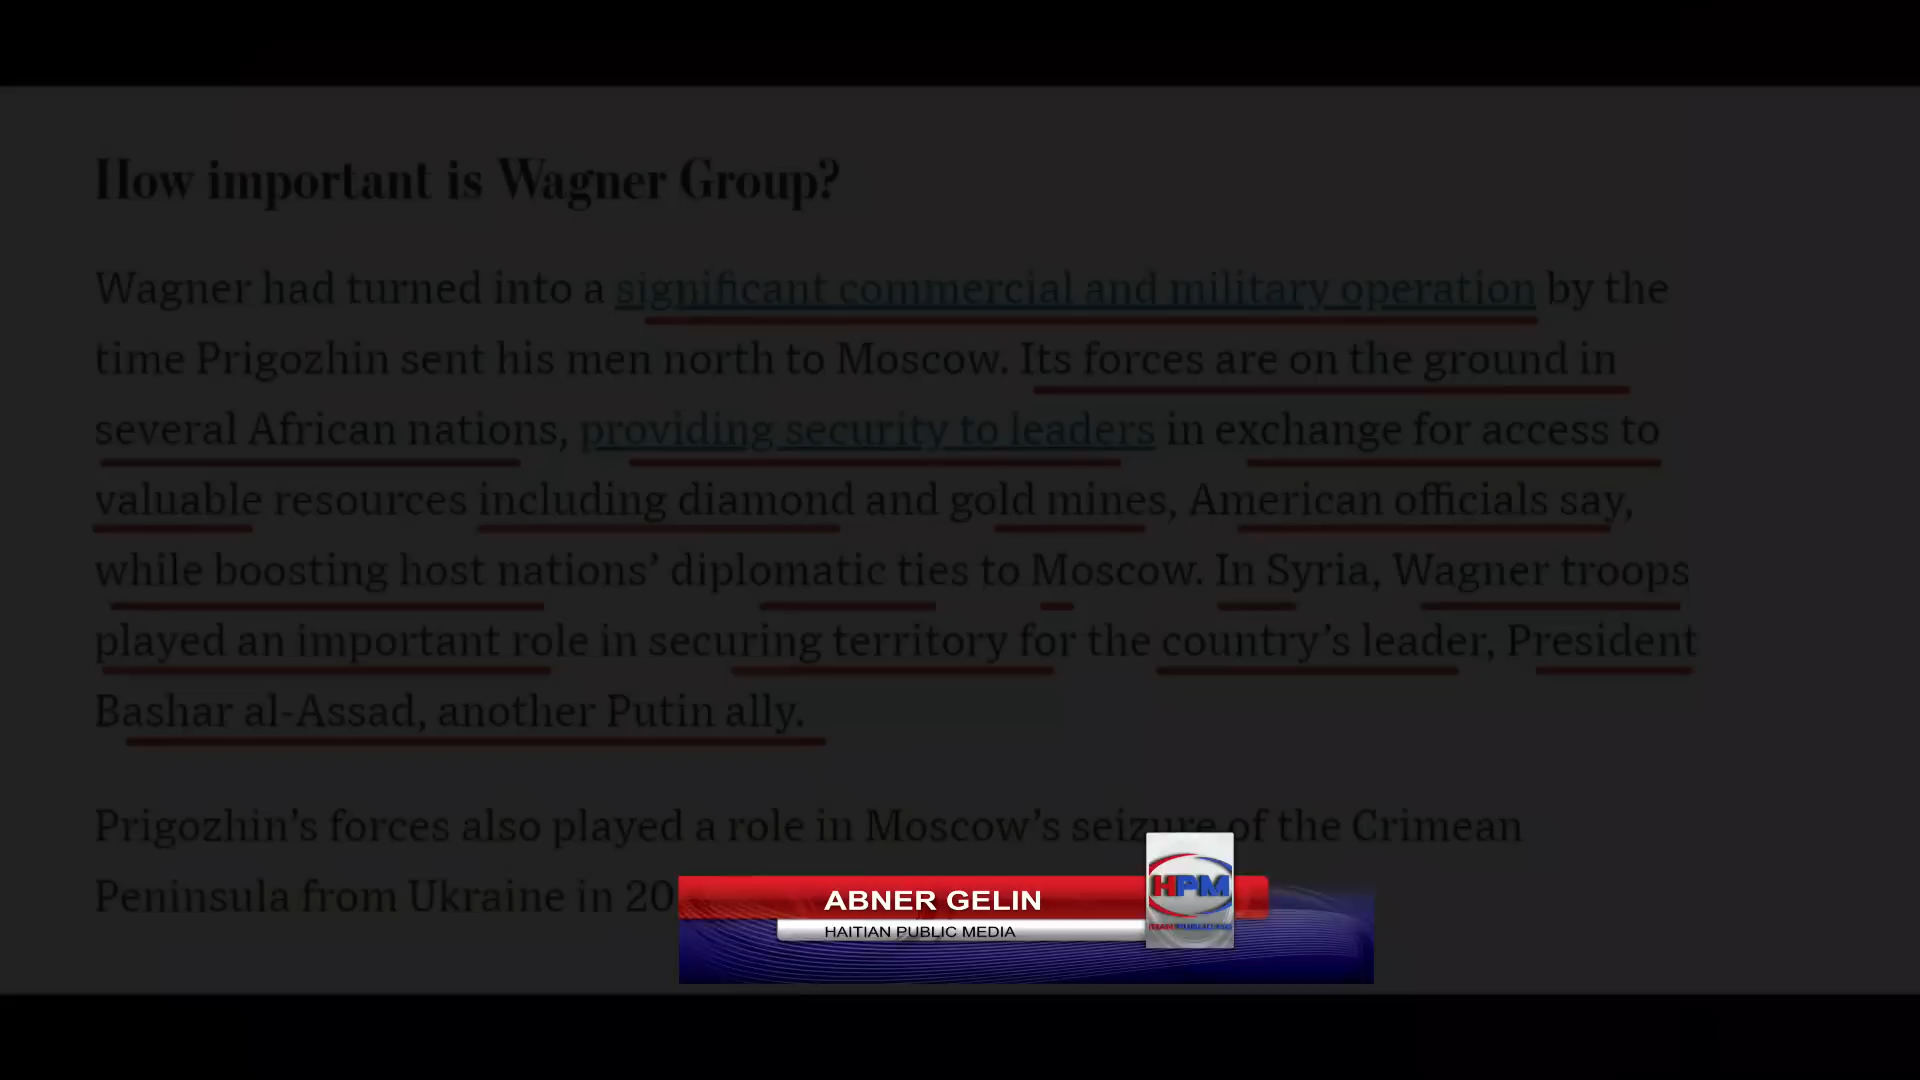 How important is Wagner Group?
Wagner had turned into a significant commercial and military operation by the
time Prigozhin sent his men north to Moscow. Its forces are on the ground in
several African nations, providing security to leaders in exchange for access to
valuable resources including diamond and gold mines, American officials say,
while boosting host nations’ diplomatic ties to Moscow. In Syria, Wagner troops
played an important role in securing territory for the country’s leader, President
Bashar al-Assad, another Putin ally.
Prigozhin’s forces also played a role in Moscow’s seizure of the Crimean
Peninsula from Ukraine in 20
ABNER GELIN
HAITIAN PUBLIC MEDIA
HPM